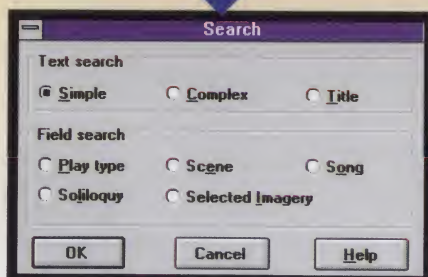 Search
Text search
Simple Complex Title
Field search
Play type Scene Song
Soliloquy Selected Imagery
OK Cancel Help